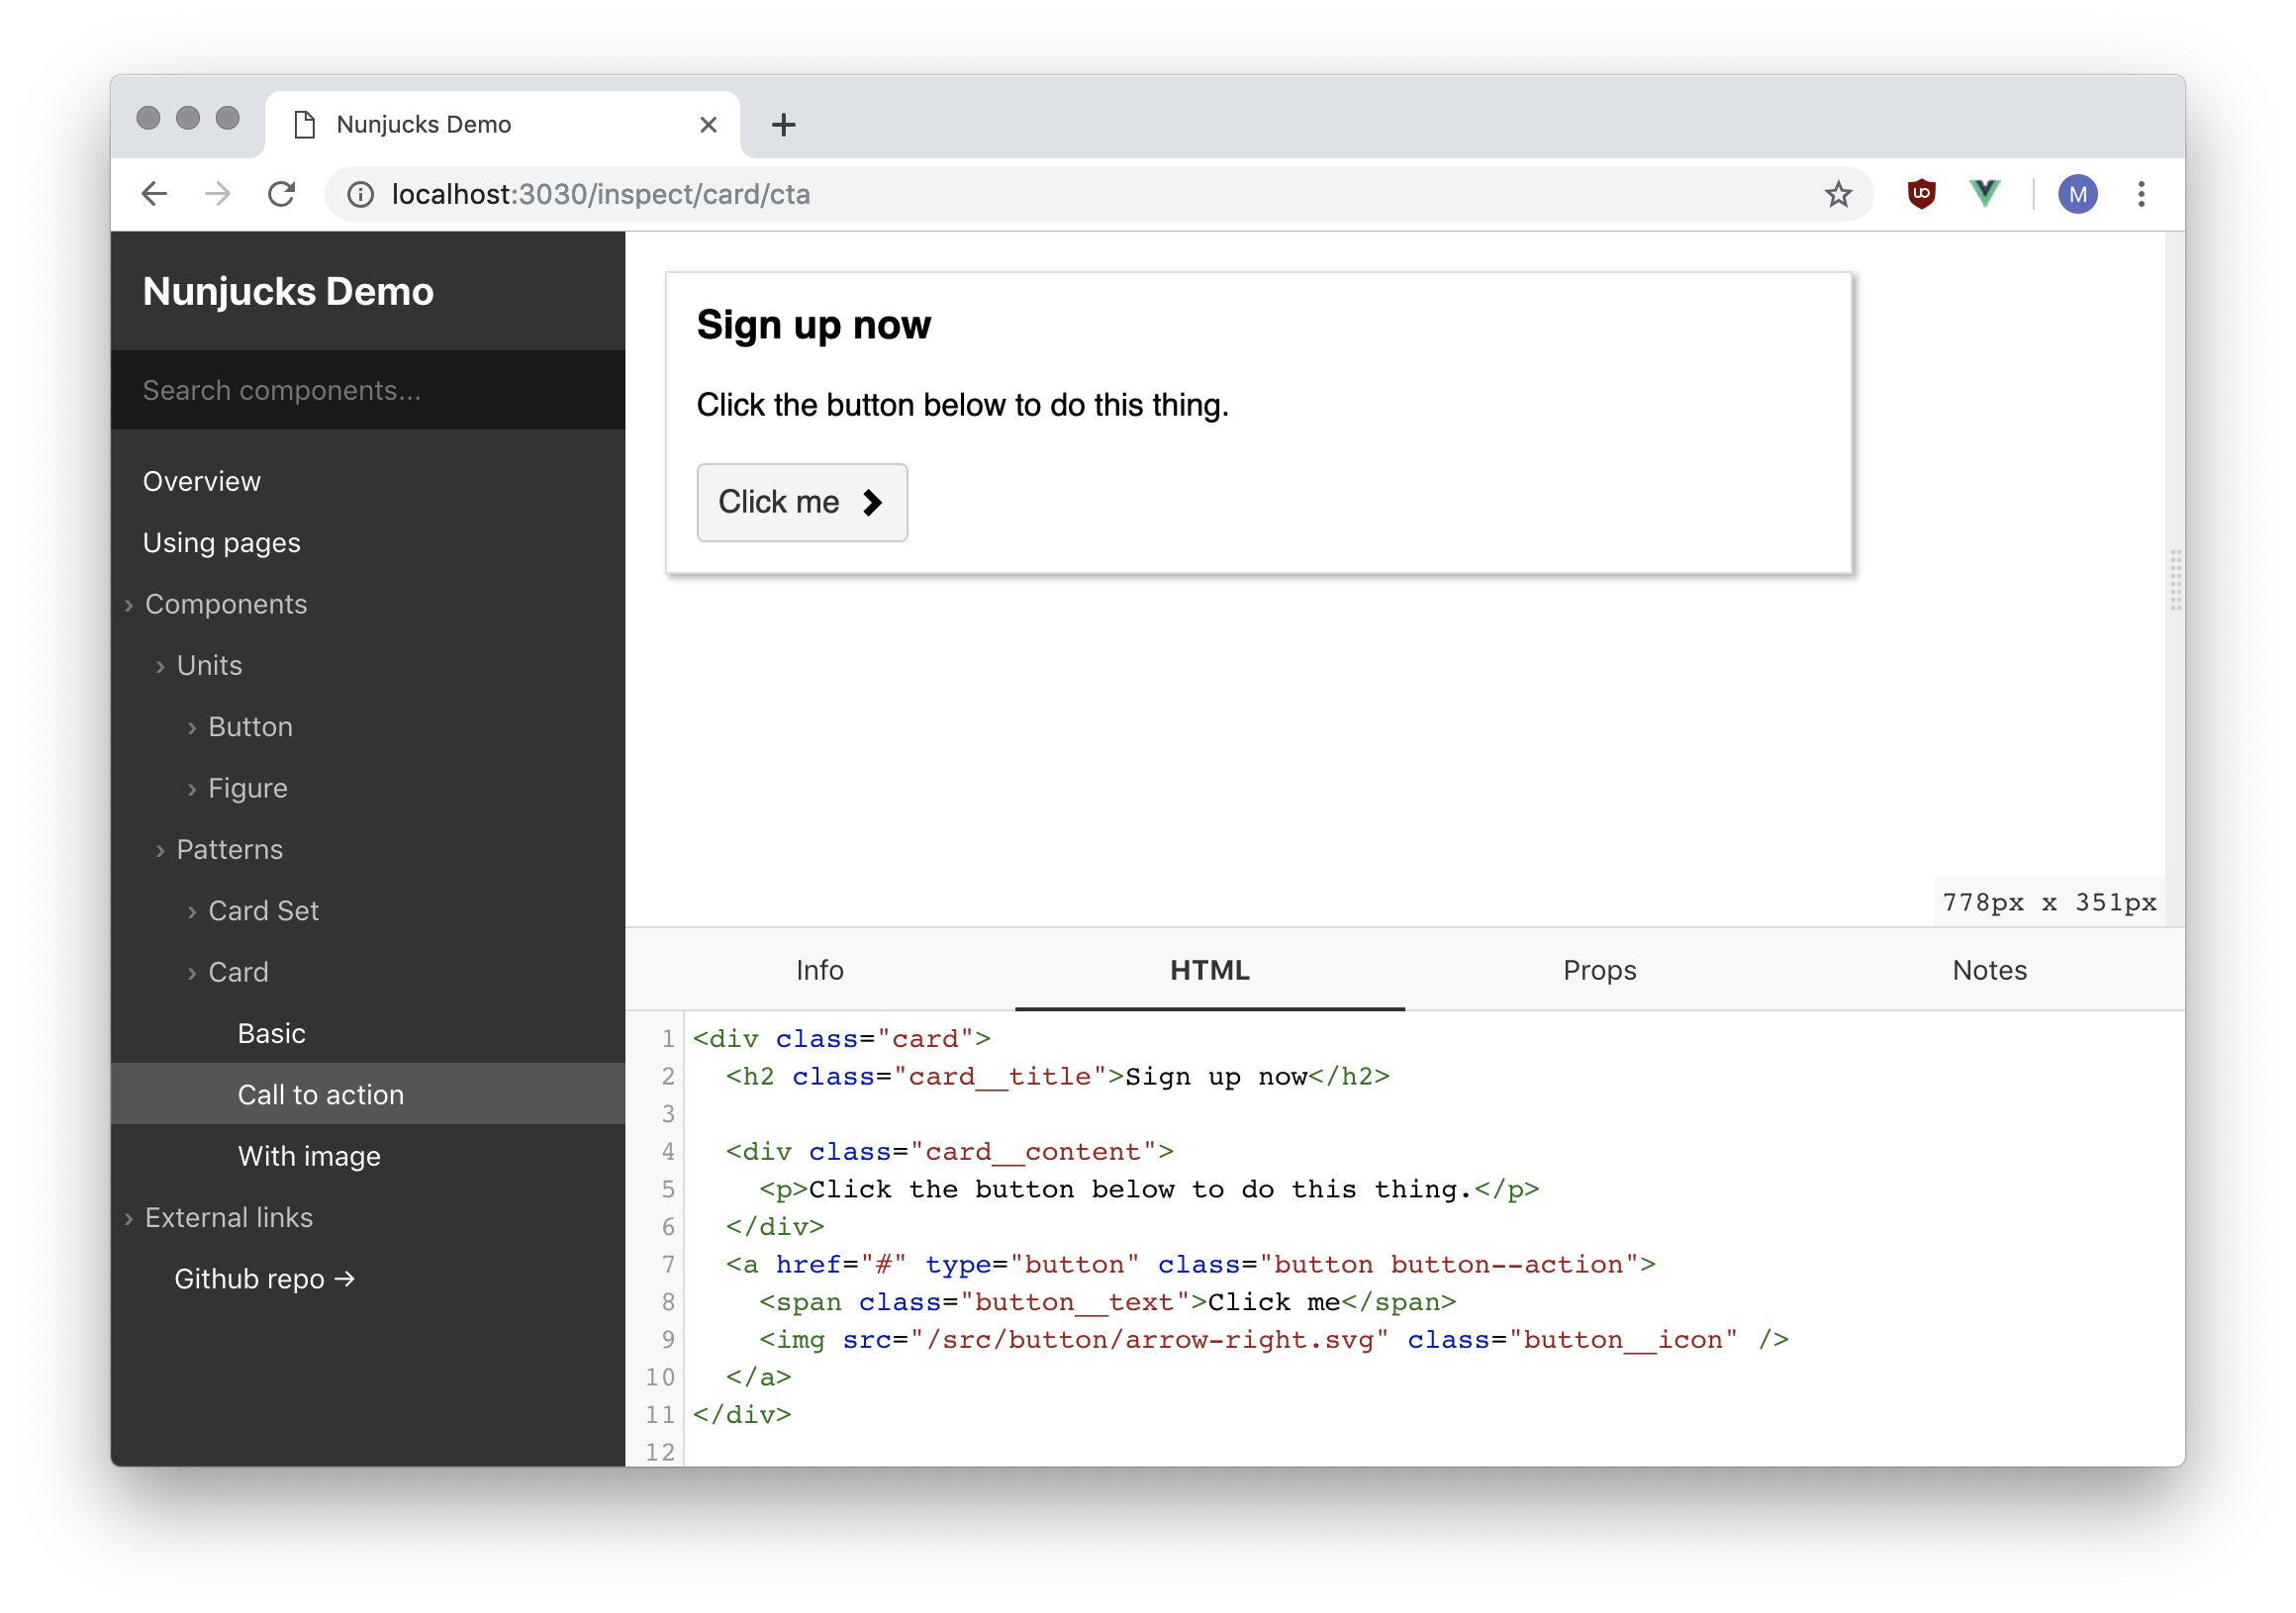 Nunjucks Demo
localhost:3030/inspect/card/cta
M
Nunjucks Demo
Search components...
Overview
Using pages
Components
Units
Button
Figure
Patterns
Card Set
Card
Basic
Call to action
With image
External links
Github repo →
Sign up now
Click the button below to do this thing.
Click me
778px x 351px
Info HTML Props Notes
1 <div class="card">
2   <h2 class="card__title">Sign up now</h2>
3
4   <div class="card__content">
5     <p>Click the button below to do this thing.</p>
6   </div>
7   <a href="#" type="button" class="button button--action">
8     <span class="button__text">Click me</span>
9     <img src="/src/button/arrow-right.svg" class="button__icon" />
10   </a>
11 </div>
12